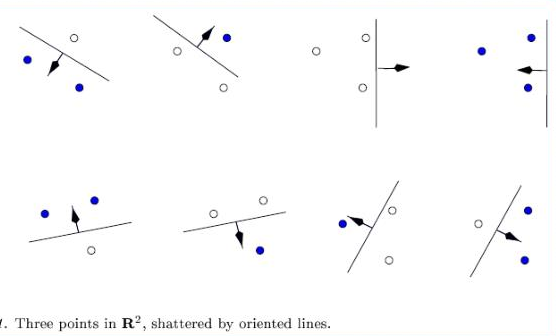 . Three points in R², shattered by oriented lines.